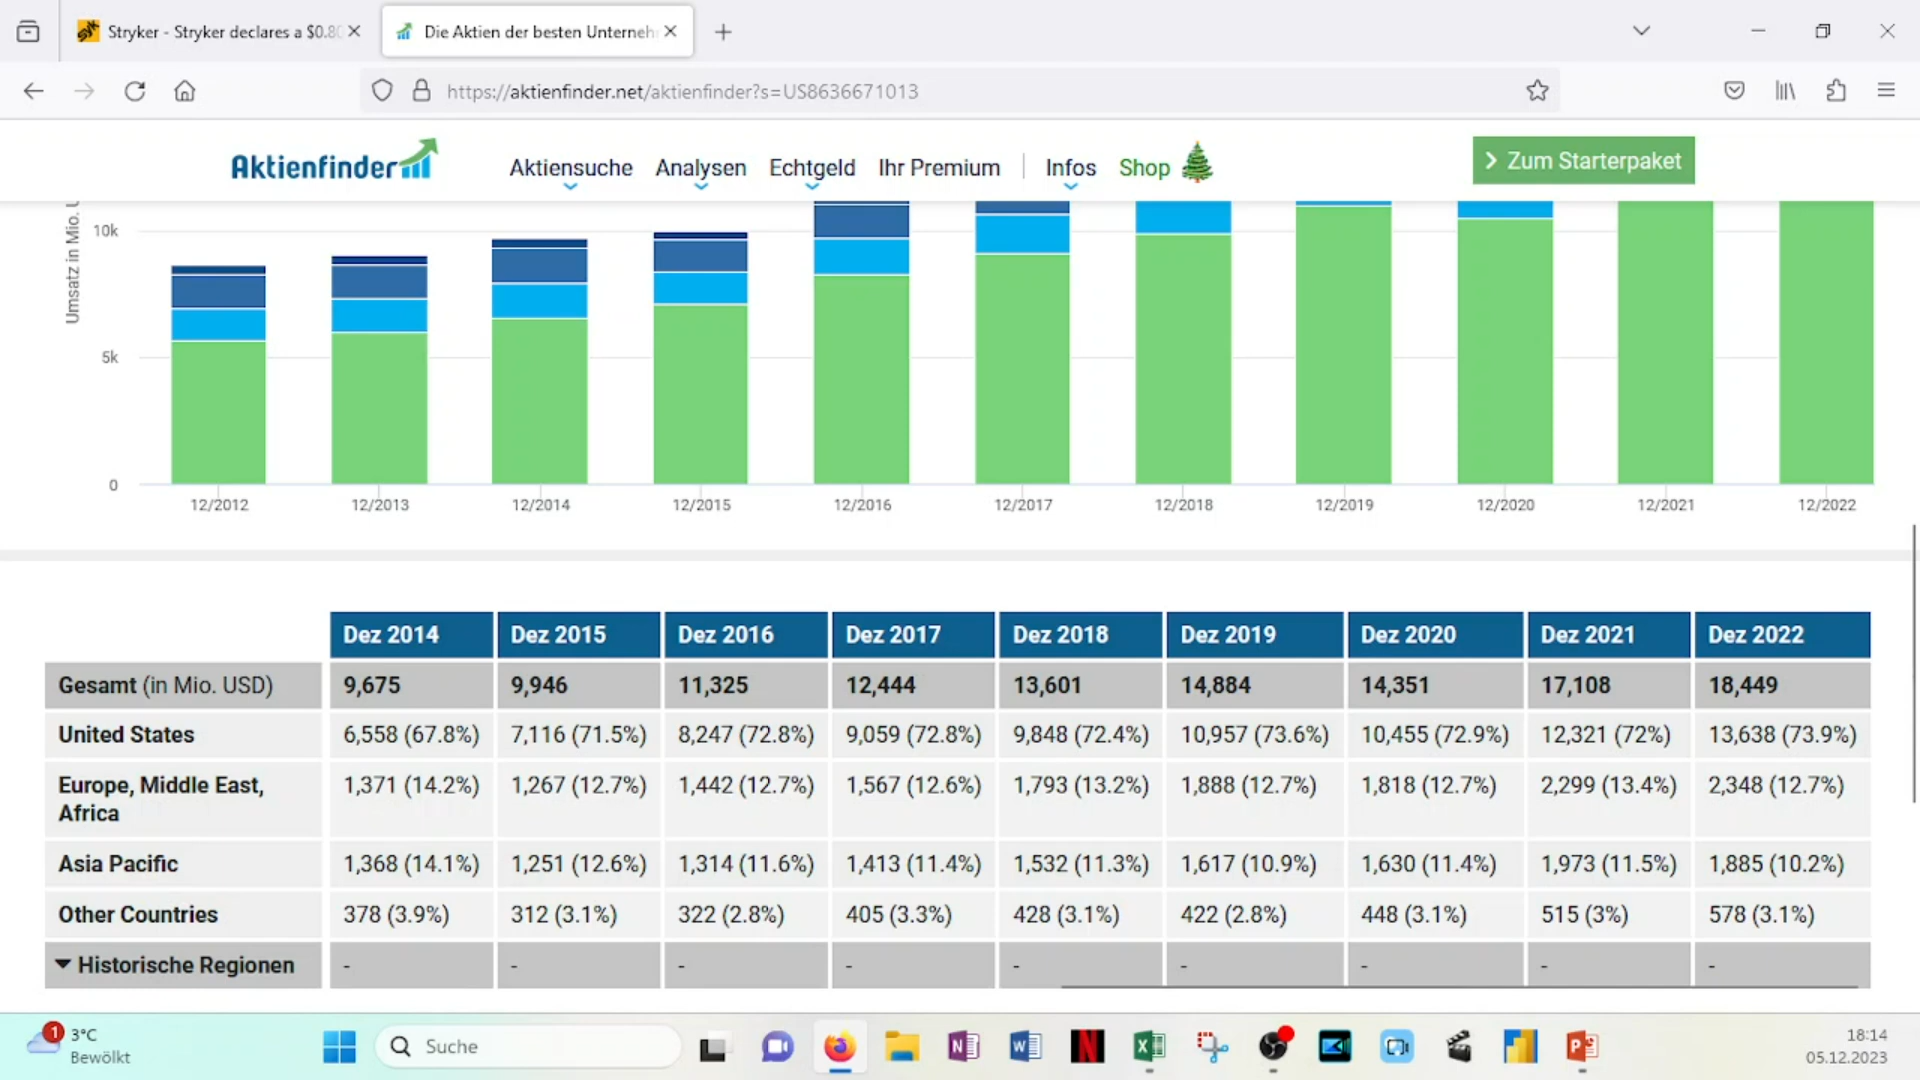 Stryker - Stryker declares a $0.80
Die Aktien der besten Unterneh
https://aktienfinder.net/aktienfinder?s=US8636671013
Aktienfinder
Aktiensuche Analysen Echtgeld Ihr Premium Infos Shop
Zum Starterpaket
Umsatz in Mio. U
10k
5k
0
12/2012 12/2013 12/2014 12/2015 12/2016 12/2017 12/2018 12/2019 12/2020 12/2021 12/2022
Dez 2014 Dez 2015 Dez 2016 Dez 2017 Dez 2018 Dez 2019 Dez 2020 Dez 2021 Dez 2022
Gesamt (in Mio. USD) 9,675 9,946 11,325 12,444 13,601 14,884 14,351 17,108 18,449
United States 6,558 (67.8%) 7,116 (71.5%) 8,247 (72.8%) 9,059 (72.8%) 9,848 (72.4%) 10,957 (73.6%) 10,455 (72.9%) 12,321 (72%) 13,638 (73.9%)
Europe, Middle East, 1,371 (14.2%) 1,267 (12.7%) 1,442 (12.7%) 1,567 (12.6%) 1,793 (13.2%) 1,888 (12.7%) 1,818 (12.7%) 2,299 (13.4%) 2,348 (12.7%)
Africa
Asia Pacific 1,368 (14.1%) 1,251 (12.6%) 1,314 (11.6%) 1,413 (11.4%) 1,532 (11.3%) 1,617 (10.9%) 1,630 (11.4%) 1,973 (11.5%) 1,885 (10.2%)
Other Countries 378 (3.9%) 312 (3.1%) 322 (2.8%) 405 (3.3%) 428 (3.1%) 422 (2.8%) 448 (3.1%) 515 (3%) 578 (3.1%)
Historische Regionen - - - - - - - - -
1
3°C
Bewölkt
Suche
18:14
05.12.2023